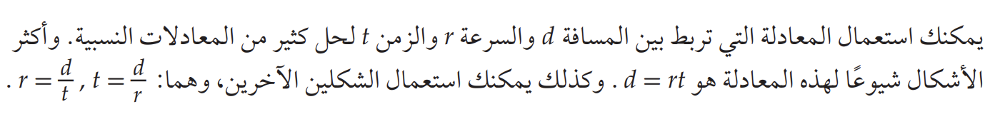 يمكنك استعمال المعادلة التي تربط بين المسافة d والسرعة r والزمن t لحل كثير من المعادلات النسبية. وأكثر
الأشكال شيوعًا لهذه المعادلة هو d = rt . وكذلك يمكنك استعمال الشكلين الآخرين، وهما: r = d/t , t = d/r .